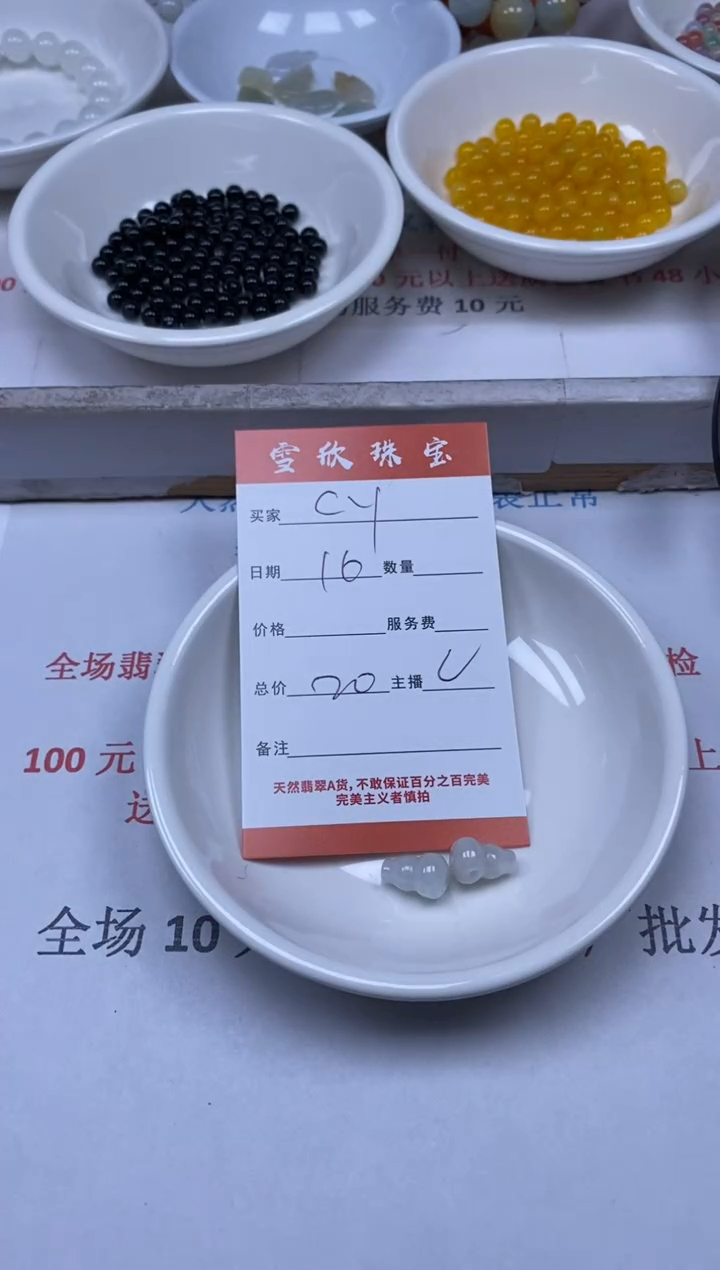 元以上送
48 小
服务费 10 元
雪欣珠宝
买家 CY
日期 16 数量
价格 服务费
总价 20 主播 U
备注
天然翡翠A货,不敢保证百分之百完美
完美主义者慎拍
全场翡 检
100 元 上
送
全场 10 批发